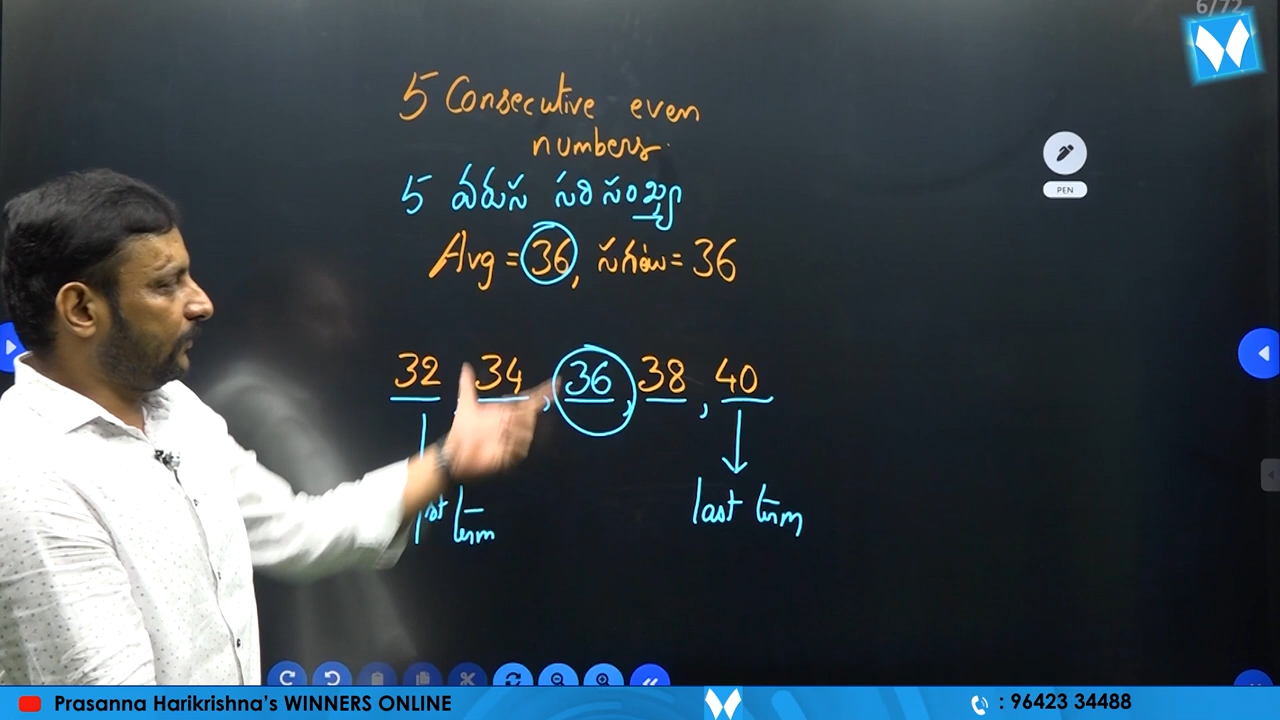 6/72
5 Consecutive even
numbers.
5 వరుస సరి సంఖ్య
Avg = 36, సగటు = 36
32 34, 36, 38, 40
term
last term
PEN
Prasanna Harikrishna's WINNERS ONLINE
: 96423 34488